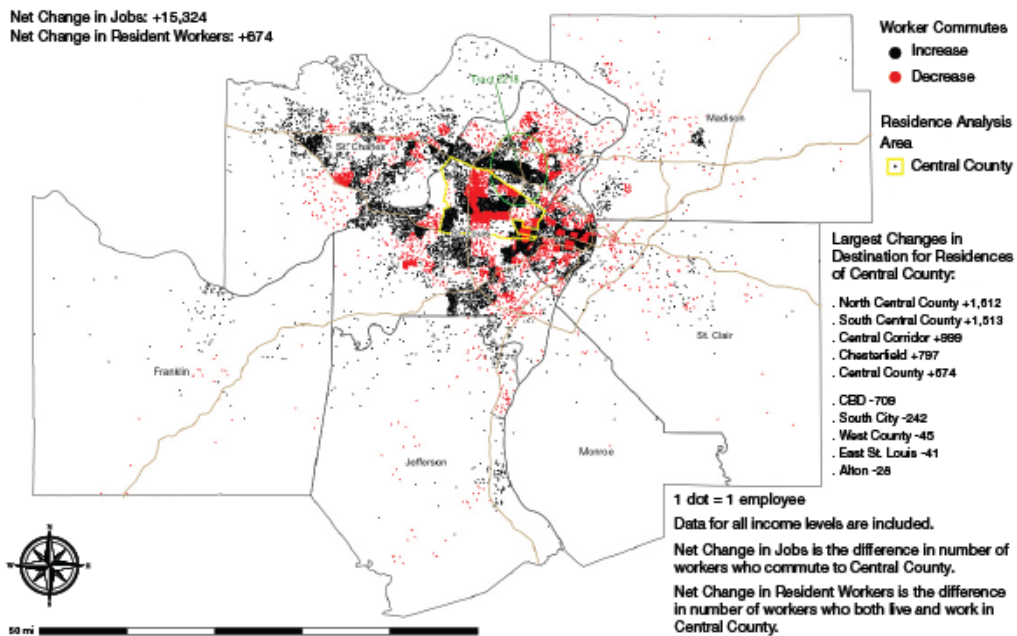 Net Change in Jobs: +15,324
Net Change in Resident Workers: +674
Worker Commutes
Increase
Decrease
Residence Analysis
Area
Central County
Tract 2218
Madison
St. Charles
Largest Changes in
Destination for Residences
of Central County:
. North Central County +1,612
. South Central County +1,513
. Central Corridor +999
. Chesterfield +797
. Central County +674
. CBD -709
. South City -242
. West County -45
. East St. Louis -41
. Alton -28
St. Clair
Franklin
Jefferson
Monroe
1 dot = 1 employee
Data for all income levels are included.
Net Change in Jobs is the difference in number of
workers who commute to Central County.
Net Change in Resident Workers is the difference
in number of workers who both live and work in
Central County.
N
W
E
S
50 mi